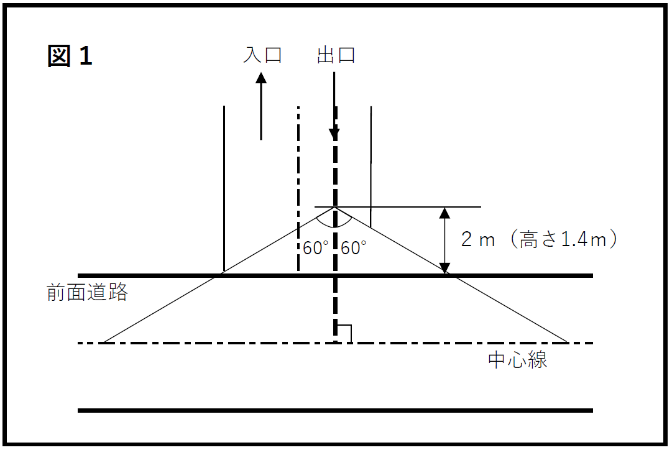 図1
入口 出口
60° 60°
2m（高さ1.4m）
前面道路
中心線